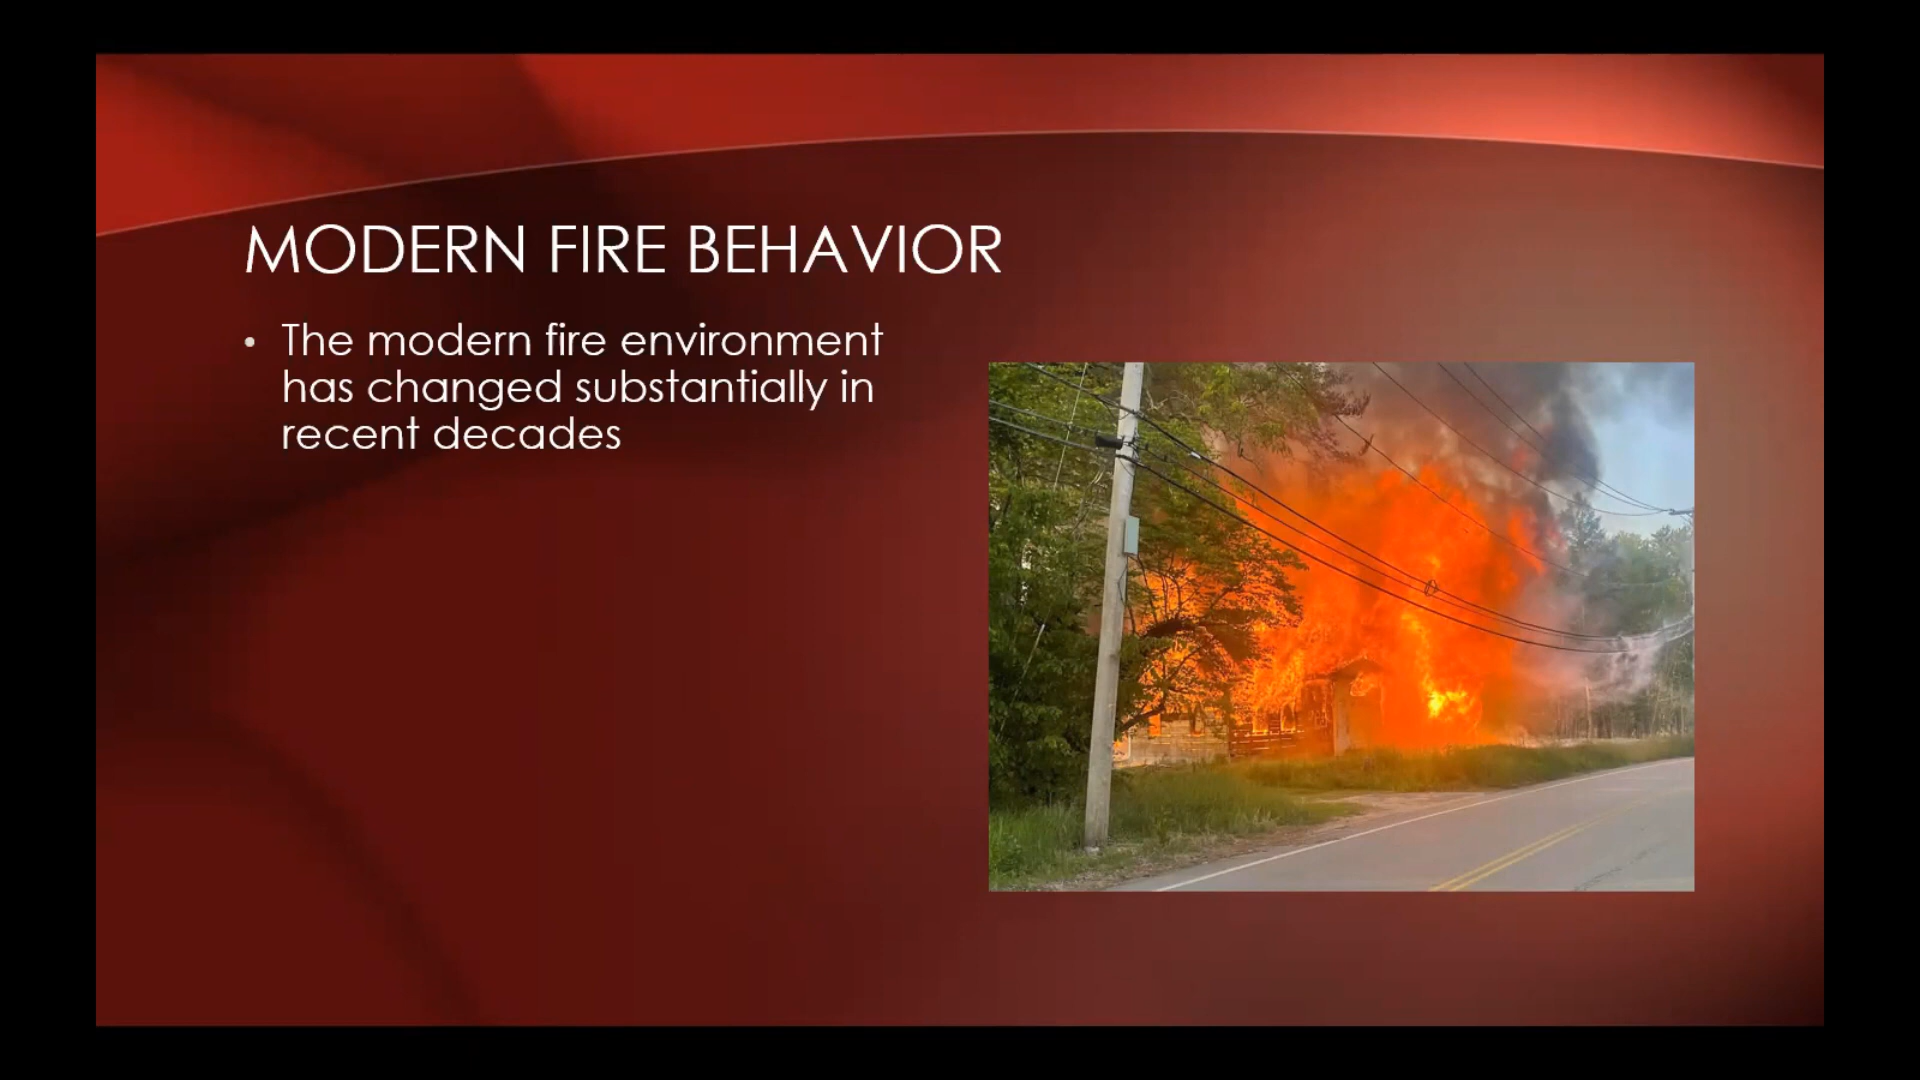 MODERN FIRE BEHAVIOR
• The modern fire environment
has changed substantially in
recent decades